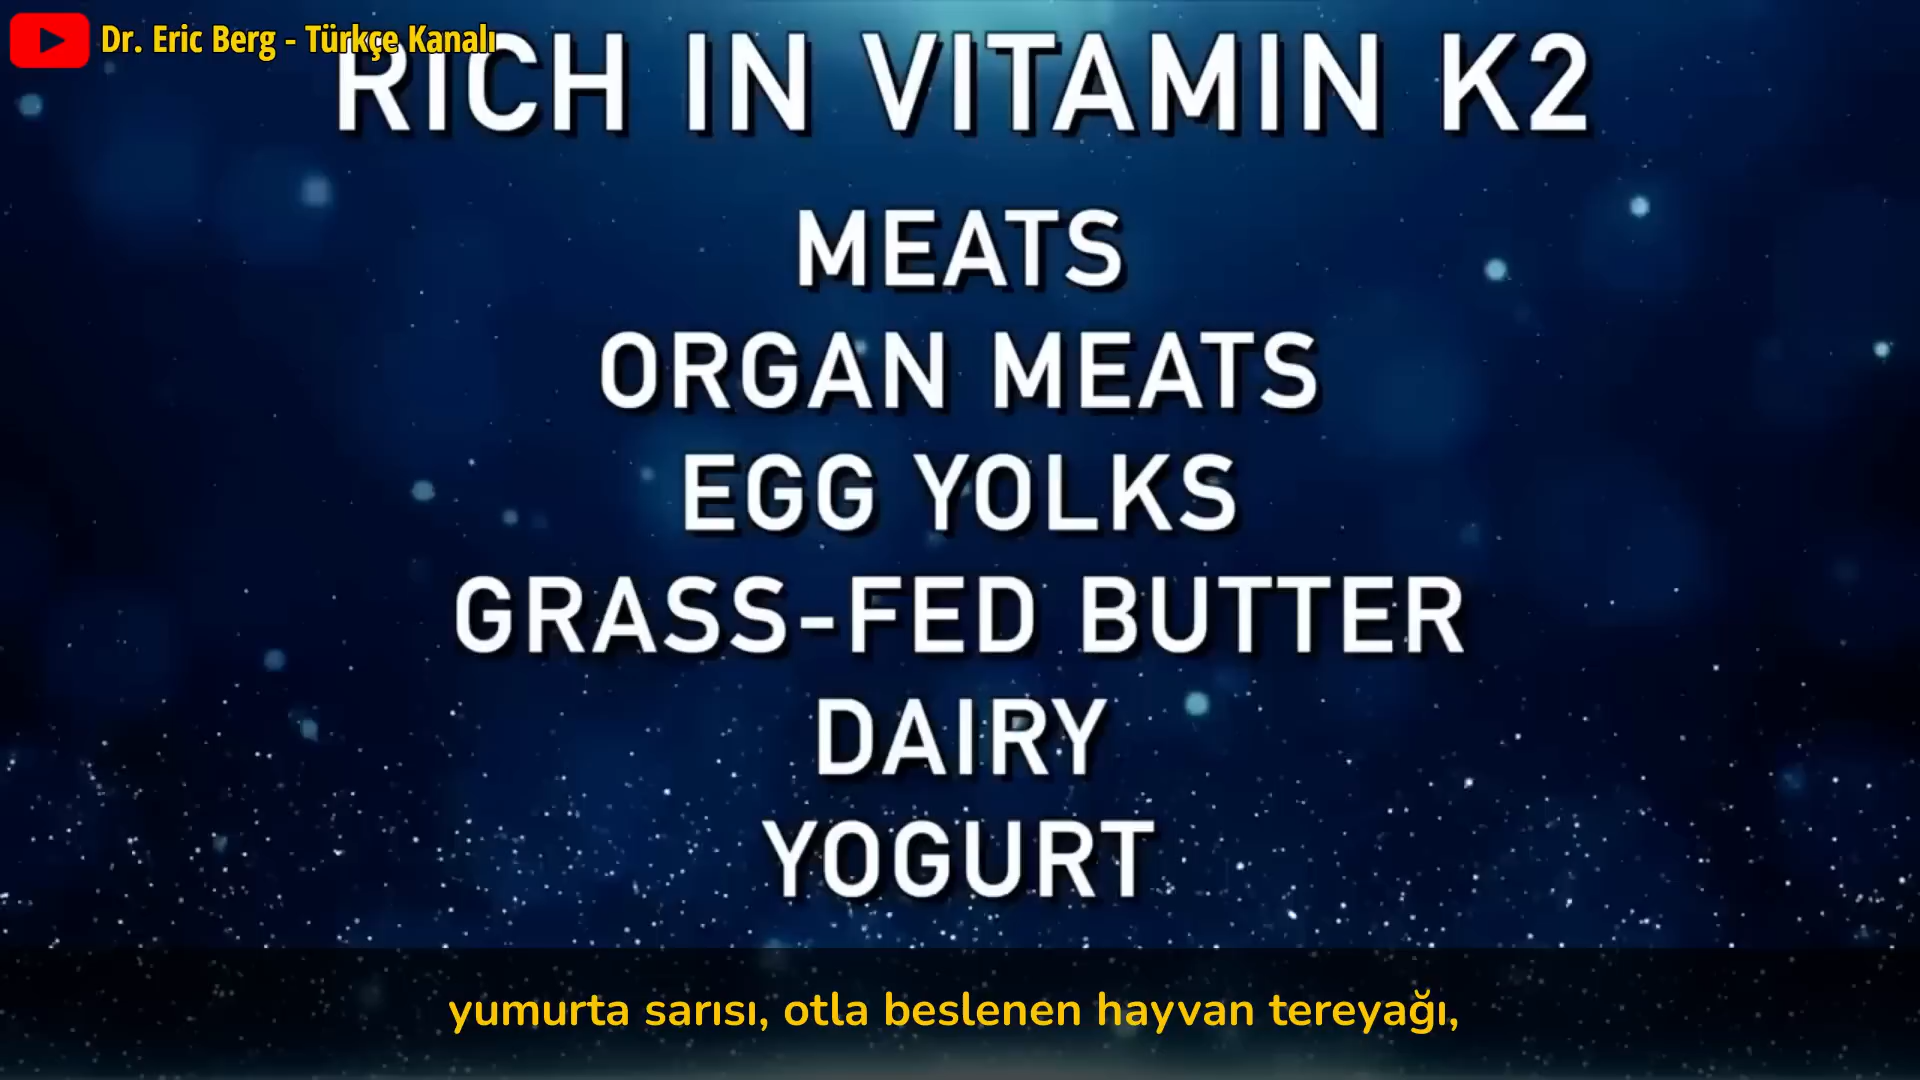 Dr. Eric Berg - Türkçe Kanalı
RICH IN VITAMIN K2
MEATS
ORGAN MEATS
EGG YOLKS
GRASS-FED BUTTER
DAIRY
YOGURT
yumurta sarısı, otla beslenen hayvan tereyağı,